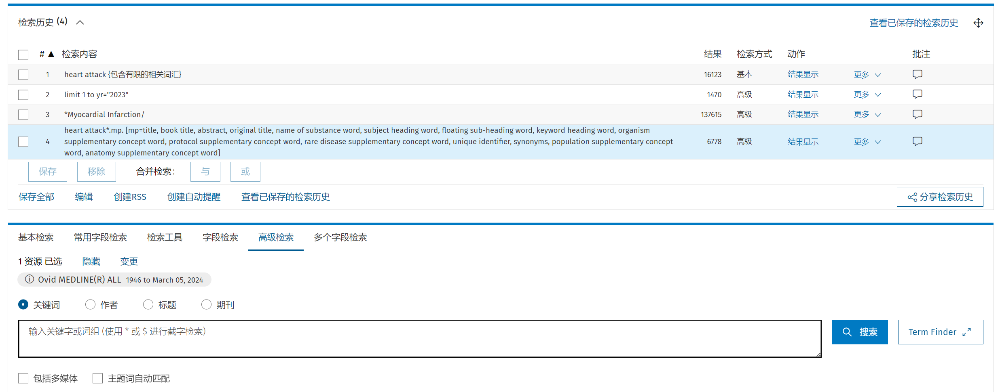 检索历史 (4)
查看已保存的检索历史
# ▲ 检索内容 结果 检索方式 动作 批注
1 heart attack {包含有限的相关词汇} 16123 基本 结果显示 更多
2 limit 1 to yr="2023" 1470 高级 结果显示 更多
3 *Myocardial Infarction/ 137615 高级 结果显示 更多
heart attack*.mp. [mp=title, book title, abstract, original title, name of substance word, subject heading word, floating sub-heading word, keyword heading word, organism
4 supplementary concept word, protocol supplementary concept word, rare disease supplementary concept word, unique identifier, synonyms, population supplementary concept 6778 高级 结果显示 更多
word, anatomy supplementary concept word]
保存 移除 合并检索： 与 或
保存全部 编辑 创建RSS 创建自动提醒 查看已保存的检索历史 分享检索历史
基本检索 常用字段检索 检索工具 字段检索 高级检索 多个字段检索
1 资源 已选 隐藏 变更
Ovid MEDLINE(R) ALL 1946 to March 05, 2024
关键词 作者 标题 期刊
输入关键字或词组 (使用 * 或 $ 进行截字检索)
搜索 Term Finder
包括多媒体 主题词自动匹配